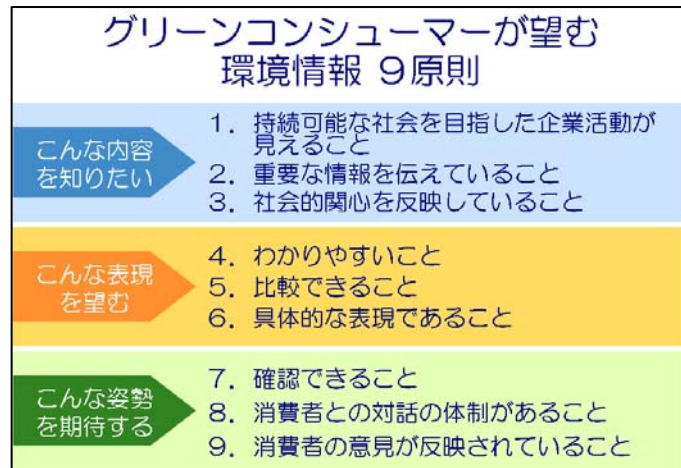 グリーンコンシューマーが望む
環境情報 9原則
こんな内容
を知りたい
1. 持続可能な社会を目指した企業活動が
見えること
2. 重要な情報を伝えていること
3. 社会的関心を反映していること
こんな表現
を望む
4. わかりやすいこと
5. 比較できること
6. 具体的な表現であること
こんな姿勢
を期待する
7. 確認できること
8. 消費者との対話の体制があること
9. 消費者の意見が反映されていること